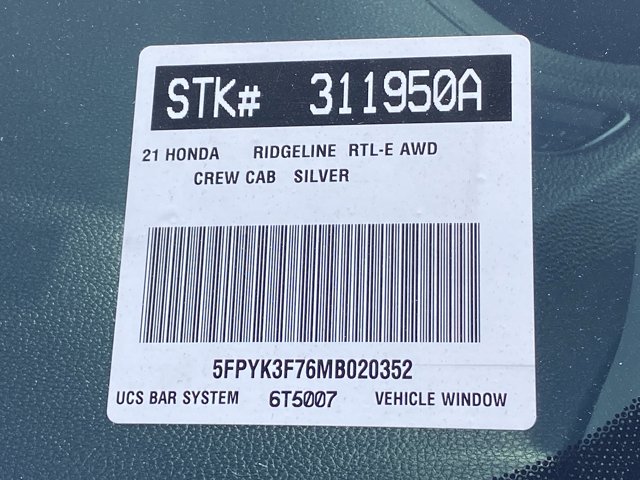 STK# 311950A
21 HONDA RIDGELINE RTL-E AWD
CREW CAB SILVER
5FPYK3F76MB020352
UCS BAR SYSTEM 6T5007 VEHICLE WINDOW